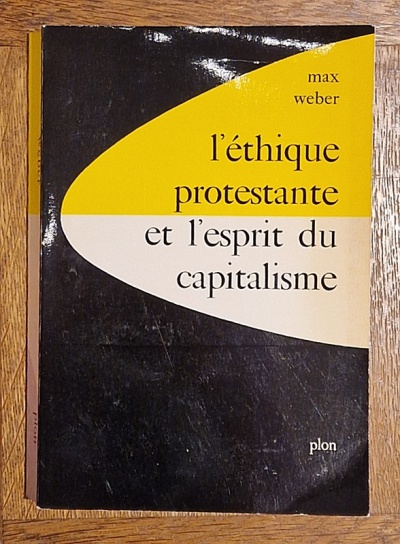 max
weber
l'éthique
protestante
et l'esprit du
capitalisme
plon